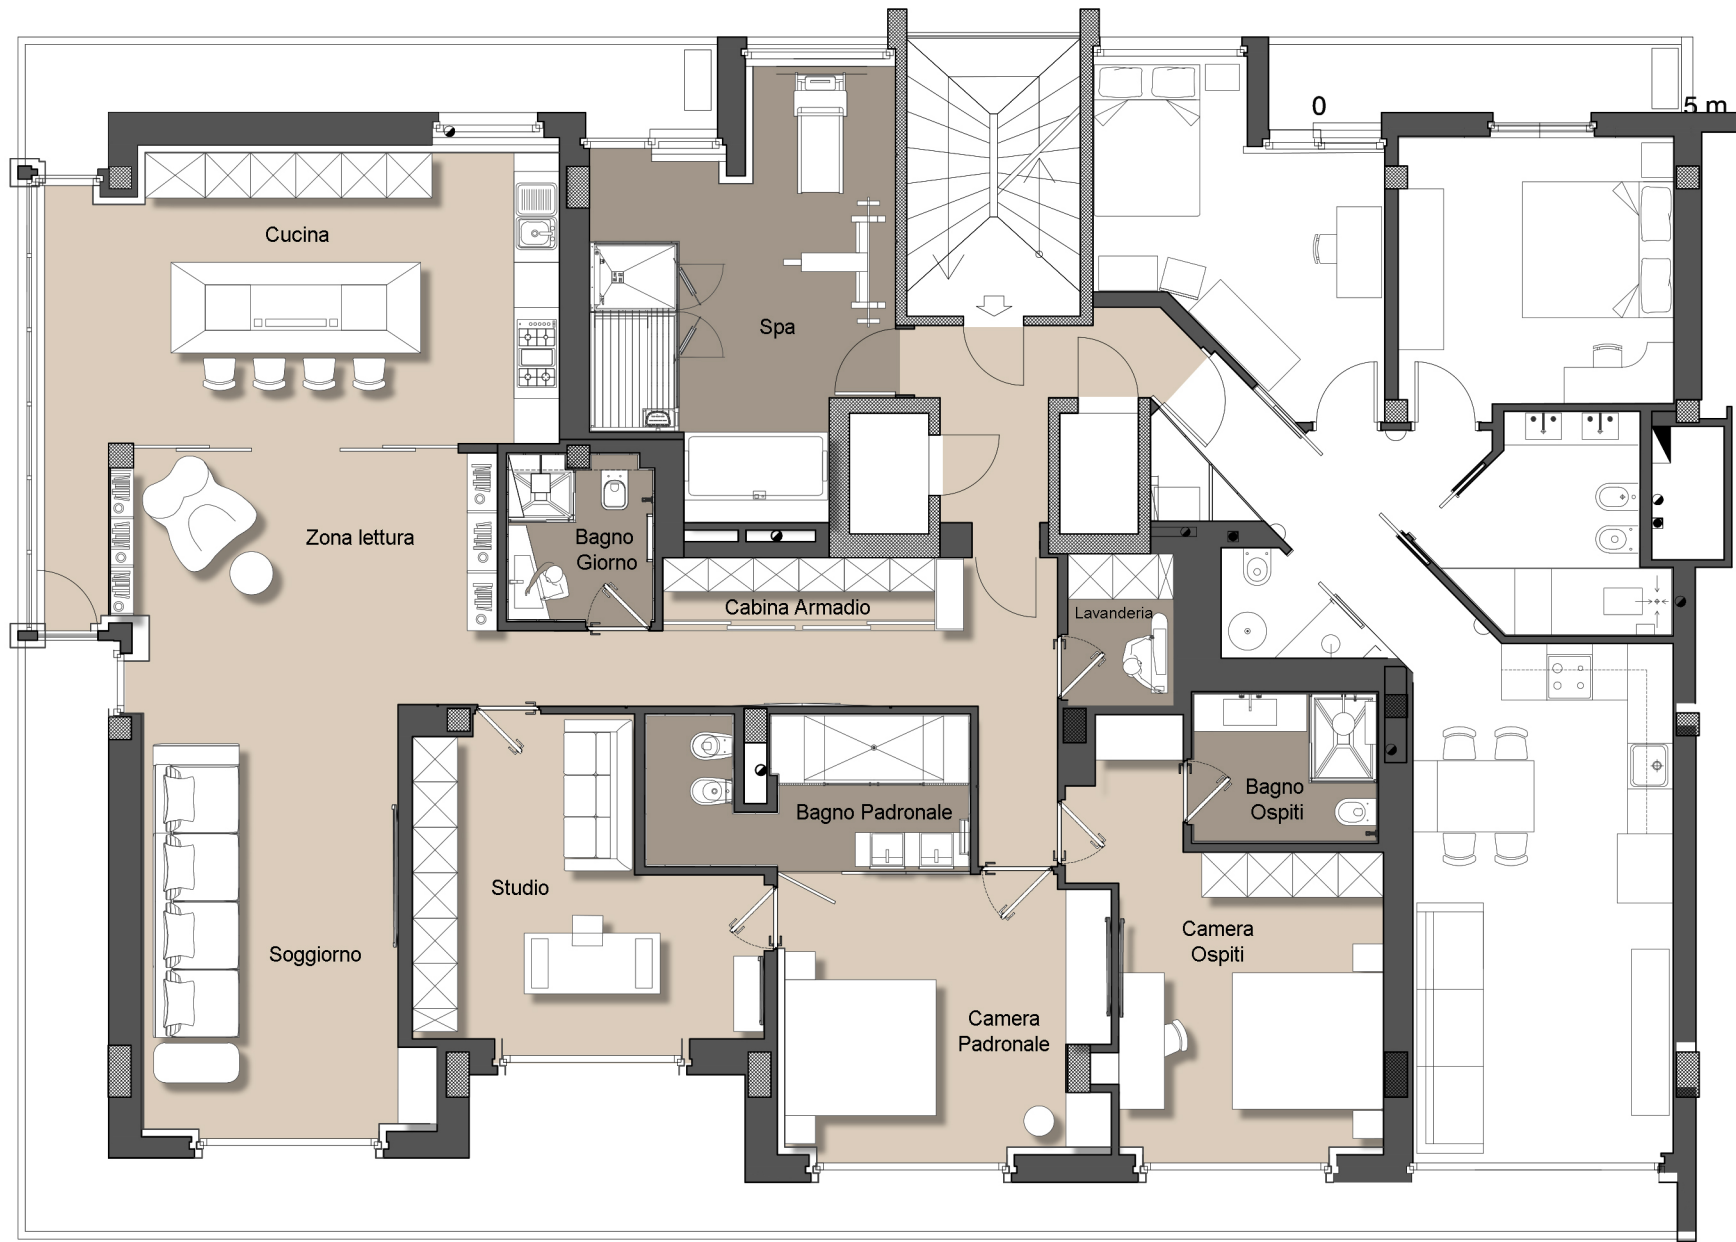 0
5 m
Cucina
Spa
Zona lettura
Bagno
Giorno
Cabina Armadio
Lavanderia
Bagno Padronale
Bagno
Ospiti
Studio
Soggiorno
Camera
Ospiti
Camera
Padronale